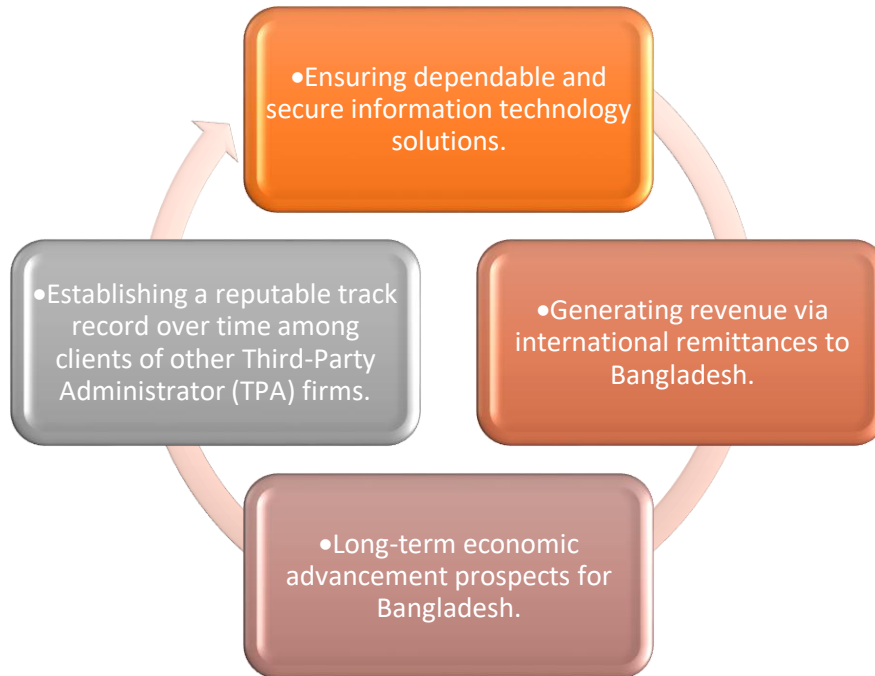 •Ensuring dependable and
secure information technology
solutions.
•Generating revenue via
international remittances to
Bangladesh.
•Long-term economic
advancement prospects for
Bangladesh.
•Establishing a reputable track
record over time among
clients of other Third-Party
Administrator (TPA) firms.